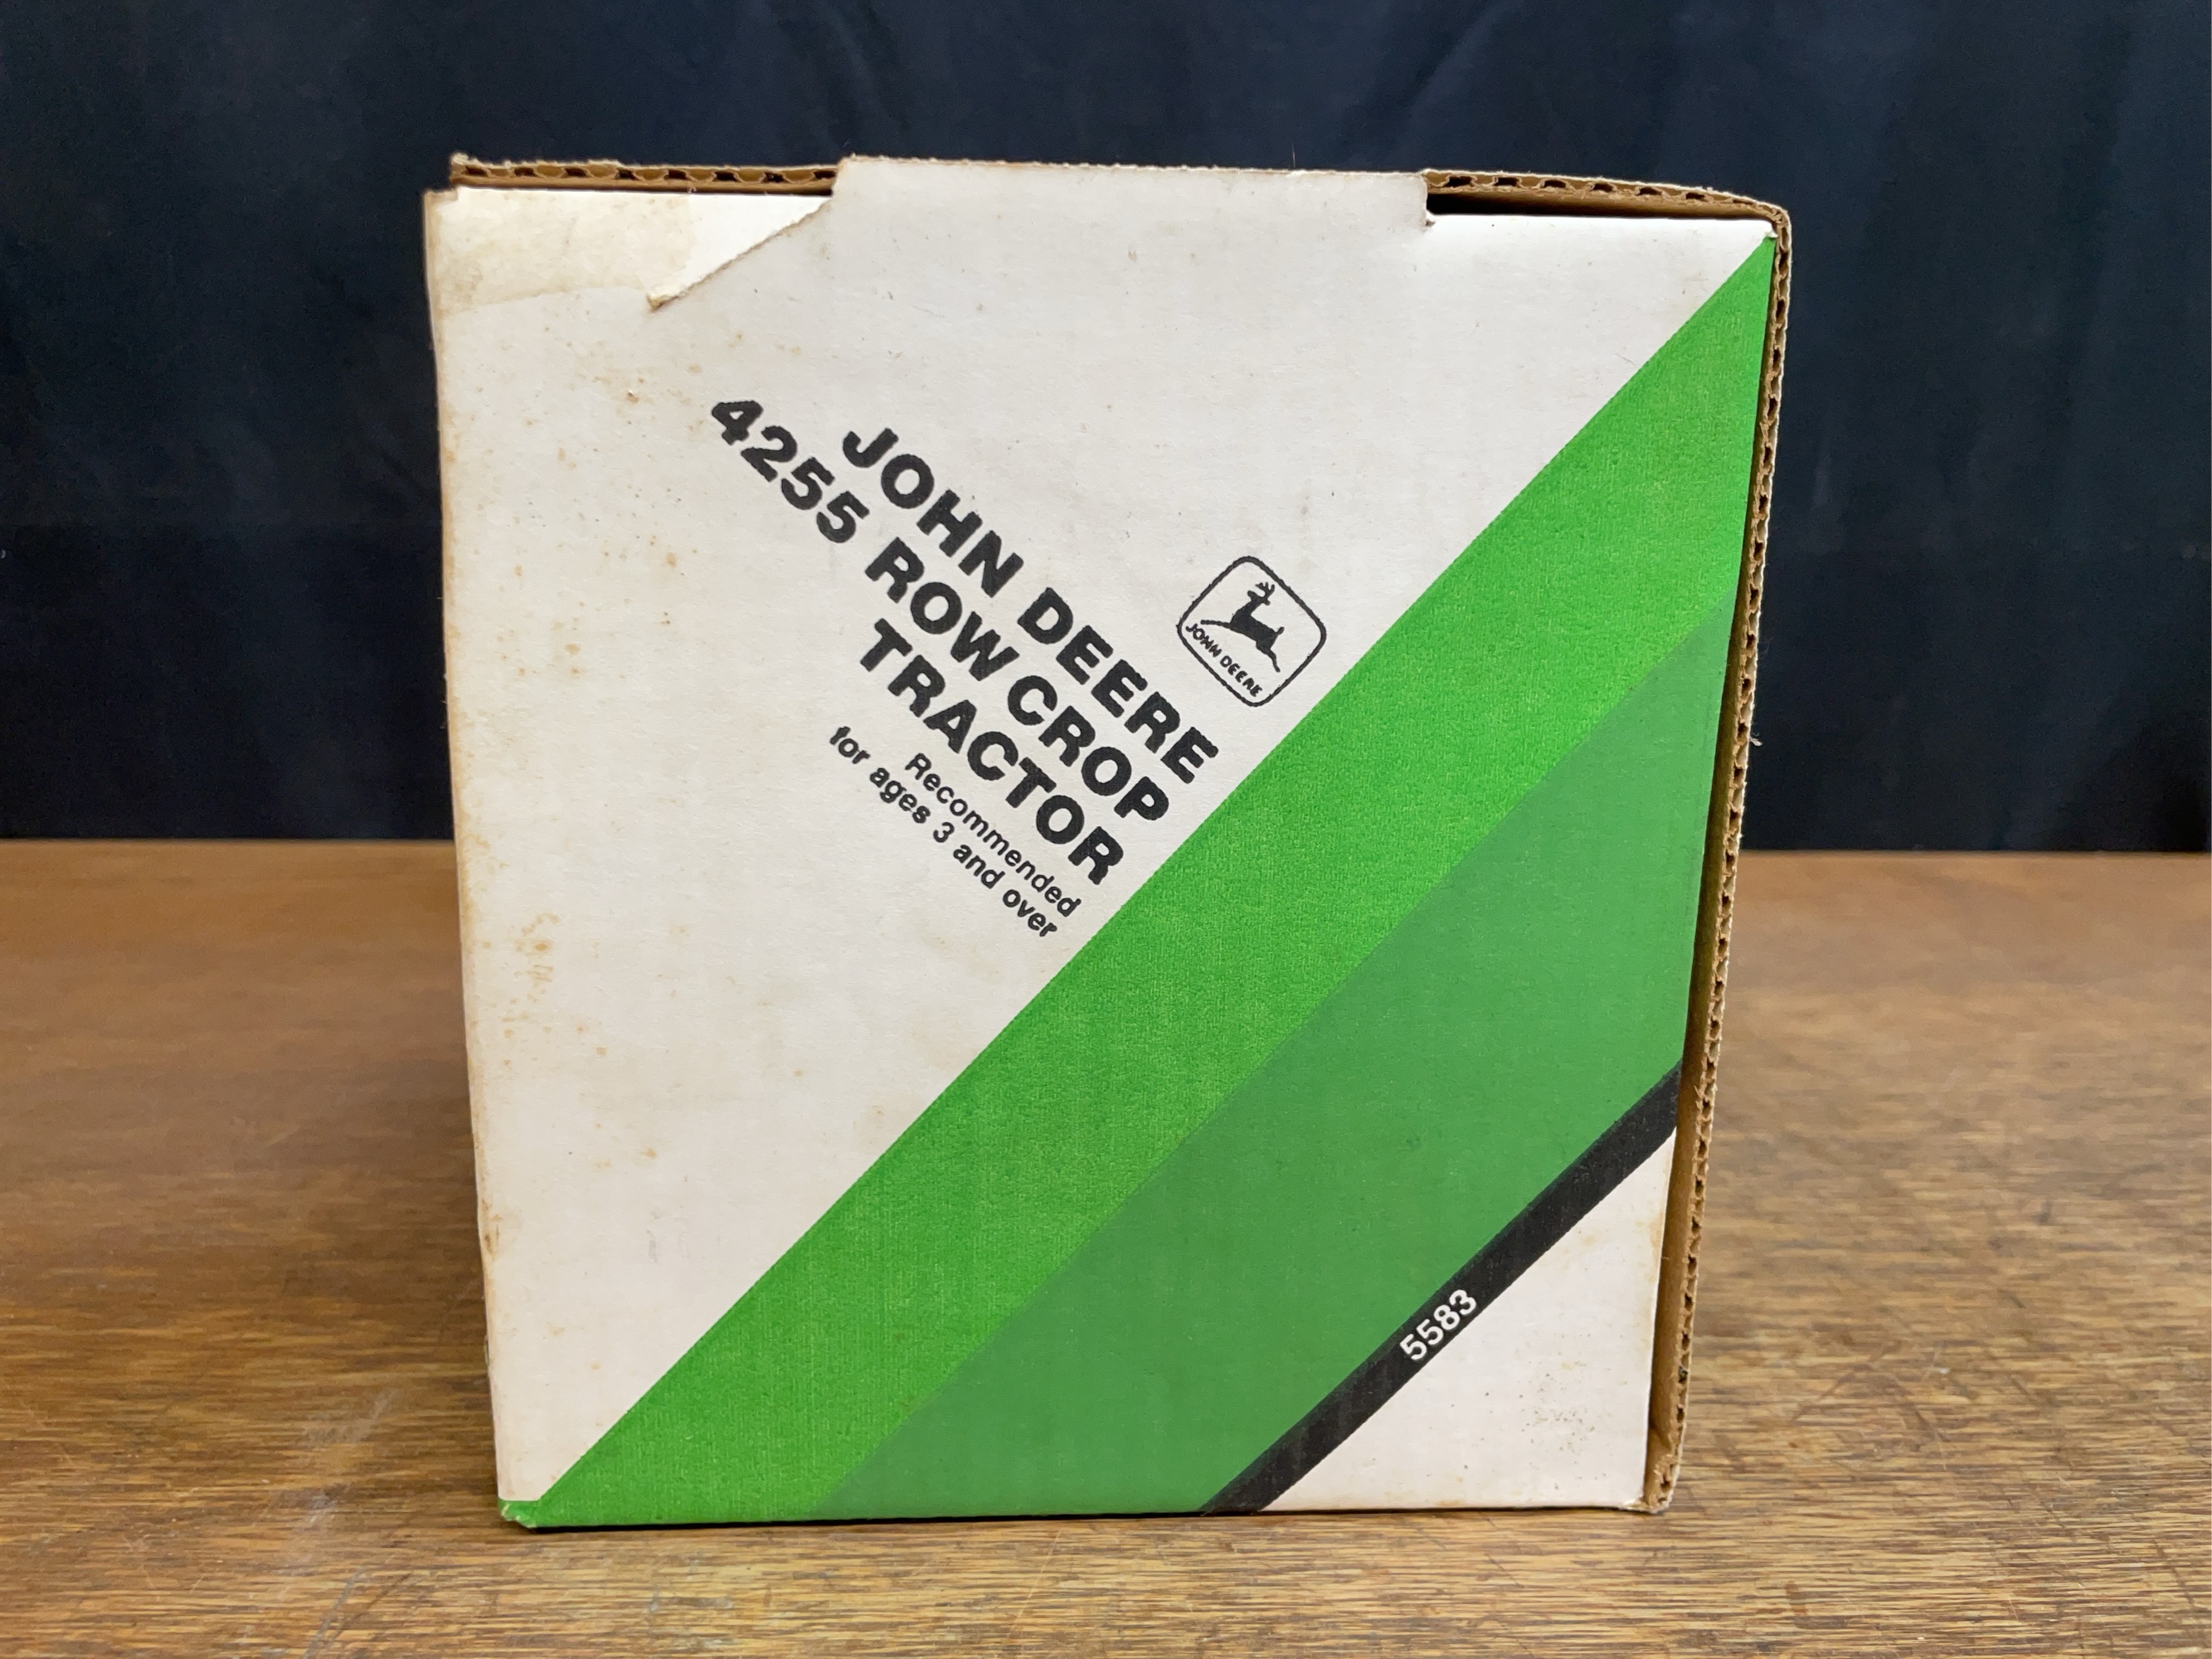 JOHN DEERE
4255 ROW CROP
TRACTOR
Recommended
for ages 3 and over
JOHN DEERE
5583